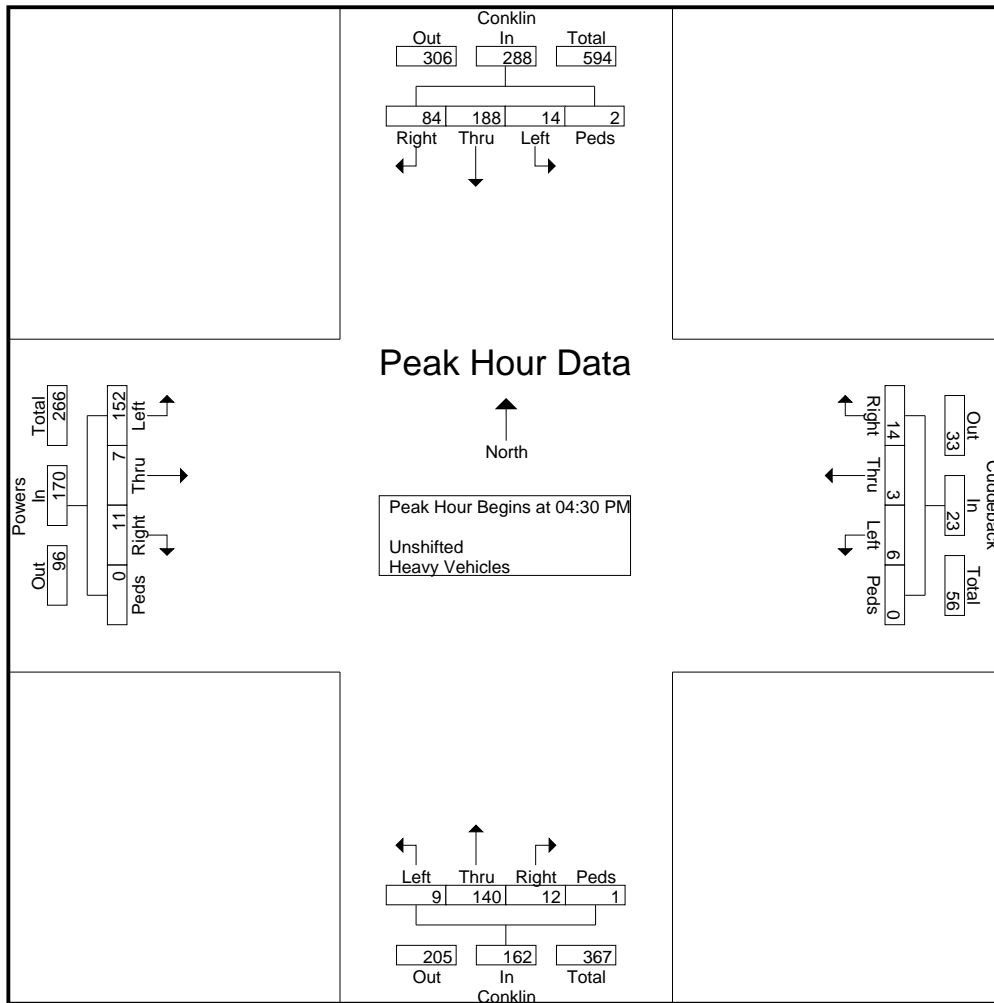 Conklin
Out In Total
306 288 594
84 188 14 2
Right Thru Left Peds
Peak Hour Data
North
Peak Hour Begins at 04:30 PM
Unshifted
Heavy Vehicles
Powers
Out In Total
96 170 266
Left Thru Right Peds
152 7 11 0
Cuddeback
Out In Total
33 23 56
Right Thru Left Peds
14 3 6 0
Left Thru Right Peds
9 140 12 1
205 162 367
Out In Total
Conklin